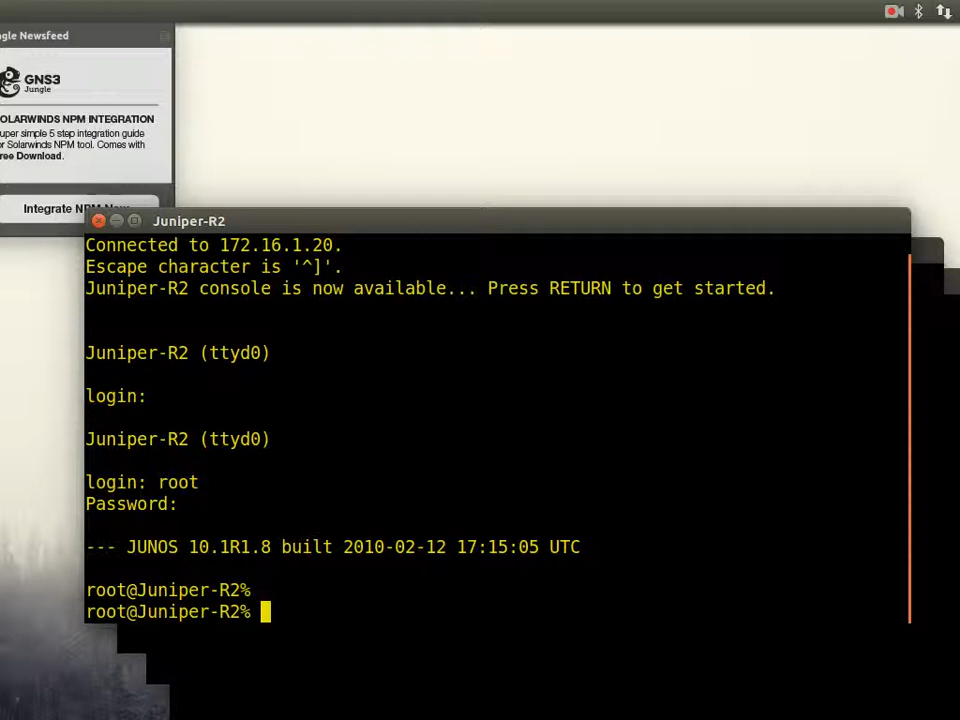 gle Newsfeed
GNS3
Jungle
OLARWINDS NPM INTEGRATION
uper simple 5 step integration guide
or Solarwinds NPM tool. Comes with
ree Download.
Integrate NPM Now
Juniper-R2
Connected to 172.16.1.20.
Escape character is '^]'.
Juniper-R2 console is now available... Press RETURN to get started.
Juniper-R2 (ttyd0)
login:
Juniper-R2 (ttyd0)
login: root
Password:
--- JUNOS 10.1R1.8 built 2010-02-12 17:15:05 UTC
root@Juniper-R2%
root@Juniper-R2%